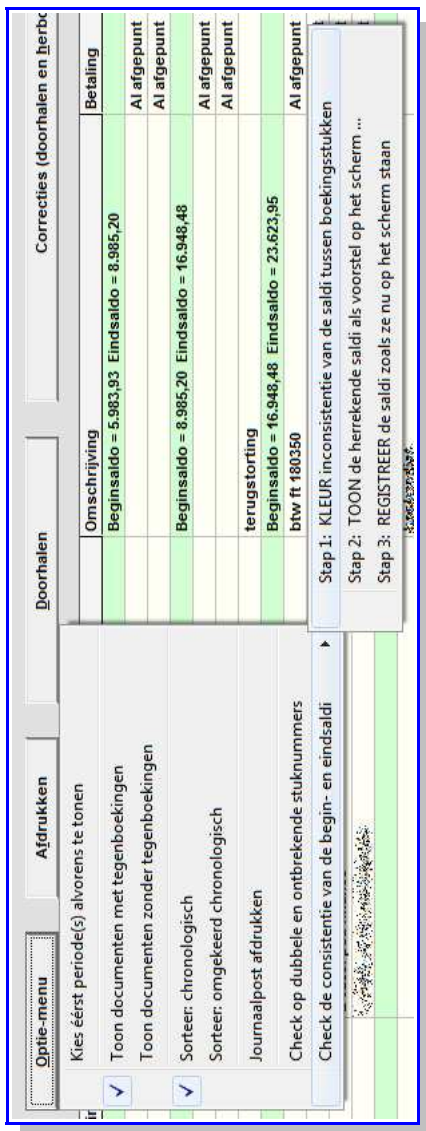 Optie-menu
Afdrukken
Doorhalen
Correcties (doorhalen en herbo
Kies éérst periode(s) alvorens te tonen
Toon documenten met tegenboekingen
Toon documenten zonder tegenboekingen
Sorteer: chronologisch
Sorteer: omgekeerd chronologisch
Journaalpost afdrukken
Check op dubbele en ontbrekende stuknummers
Check de consistentie van de begin- en eindsaldi
Stap 1: KLEUR inconsistentie van de saldi tussen boekingsstukken
Stap 2: TOON de herrekende saldi als voorstel op het scherm ...
Stap 3: REGISTREER de saldi zoals ze nu op het scherm staan
Omschrijving
Betaling
Beginsaldo = 5.983,93 Eindsaldo = 8.985,20
Al afgepunt
Al afgepunt
Beginsaldo = 8.985,20 Eindsaldo = 16.948,48
Al afgepunt
Al afgepunt
terugstorting
Beginsaldo = 16.948,48 Eindsaldo = 23.623,95
btw ft 180350
Al afgepunt